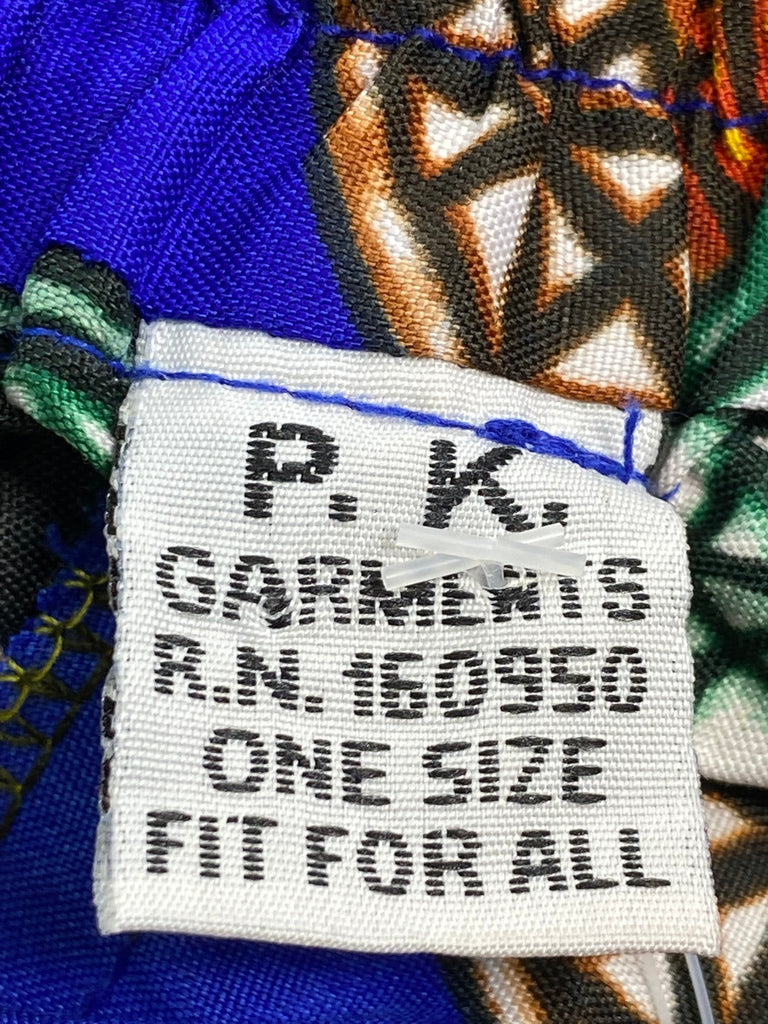 P. K.
GARMENTS
R.N. 160950
ONE SIZE
FIT FOR ALL